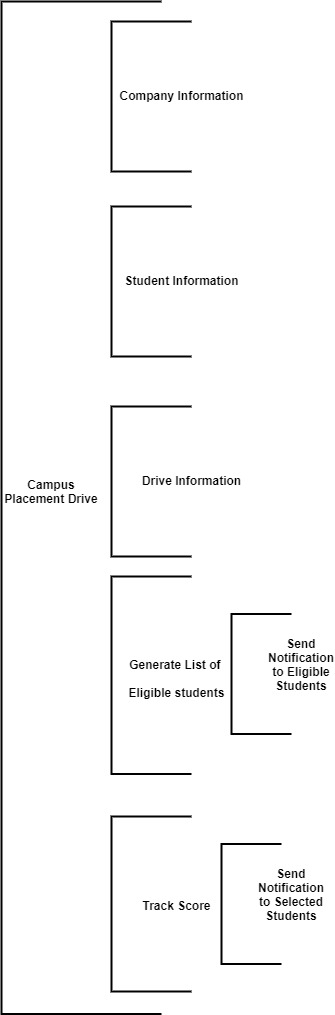 Company Information
Student Information
Drive Information
Campus
Placement Drive
Generate List of
Eligible students
Send
Notification
to Eligible
Students
Track Score
Send
Notification
to Selected
Students